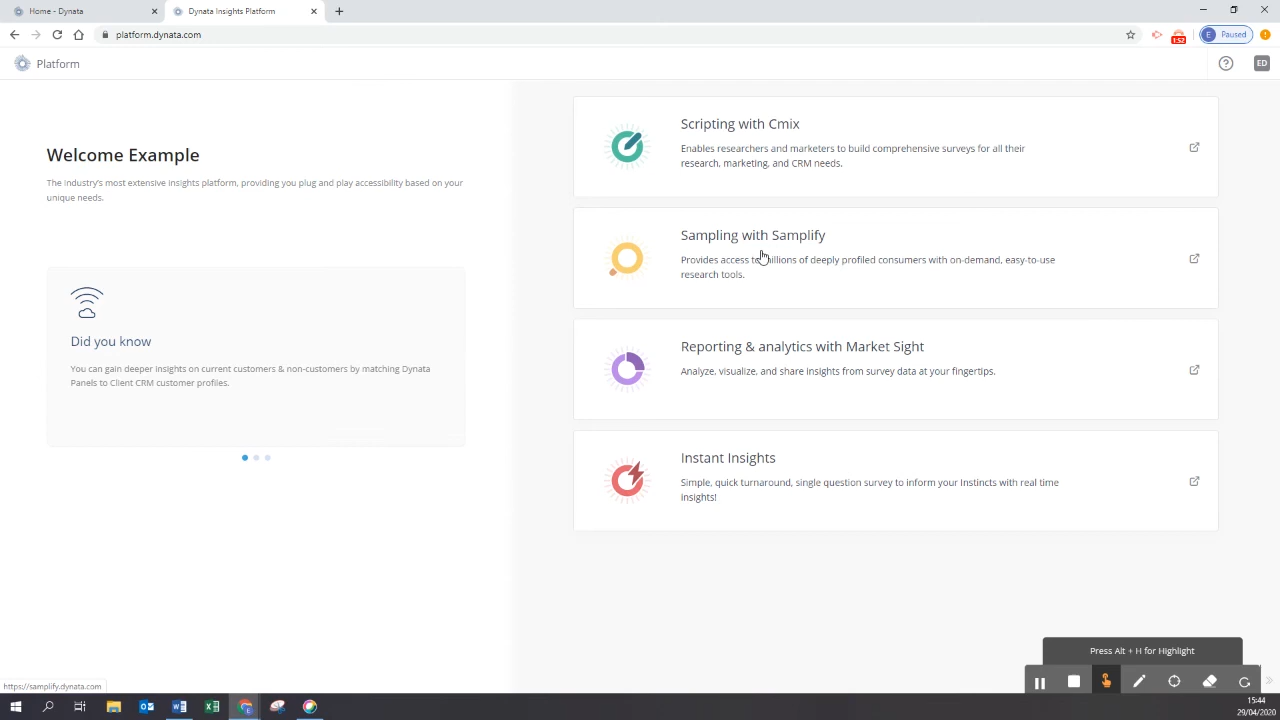 Home - Dynata
Dynata Insights Platform
platform.dynata.com
1:52
E
Paused
Platform
ED
Welcome Example
The Industry's most extensive insights platform, providing you plug and play accessibility based on your
unique needs.
Did you know
You can gain deeper insights on current customers & non-customers by matching Dynata
Panels to Client CRM customer profiles.
Scripting with Cmix
Enables researchers and marketers to build comprehensive surveys for all their
research, marketing, and CRM needs.
Sampling with Samplify
Provides access to millions of deeply profiled consumers with on-demand, easy-to-use
research tools.
Reporting & analytics with Market Sight
Analyze, visualize, and share insights from survey data at your fingertips.
Instant Insights
Simple, quick turnaround, single question survey to inform your Instincts with real time
insights!
Press Alt + H for Highlight
https://samplify.dynata.com
15:44
29/04/2020